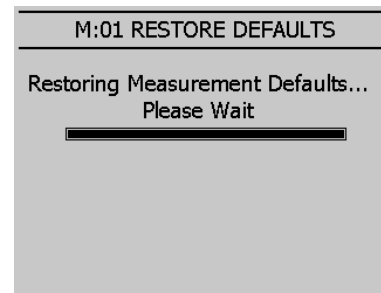 M:01 RESTORE DEFAULTS
Restoring Measurement Defaults...
Please Wait